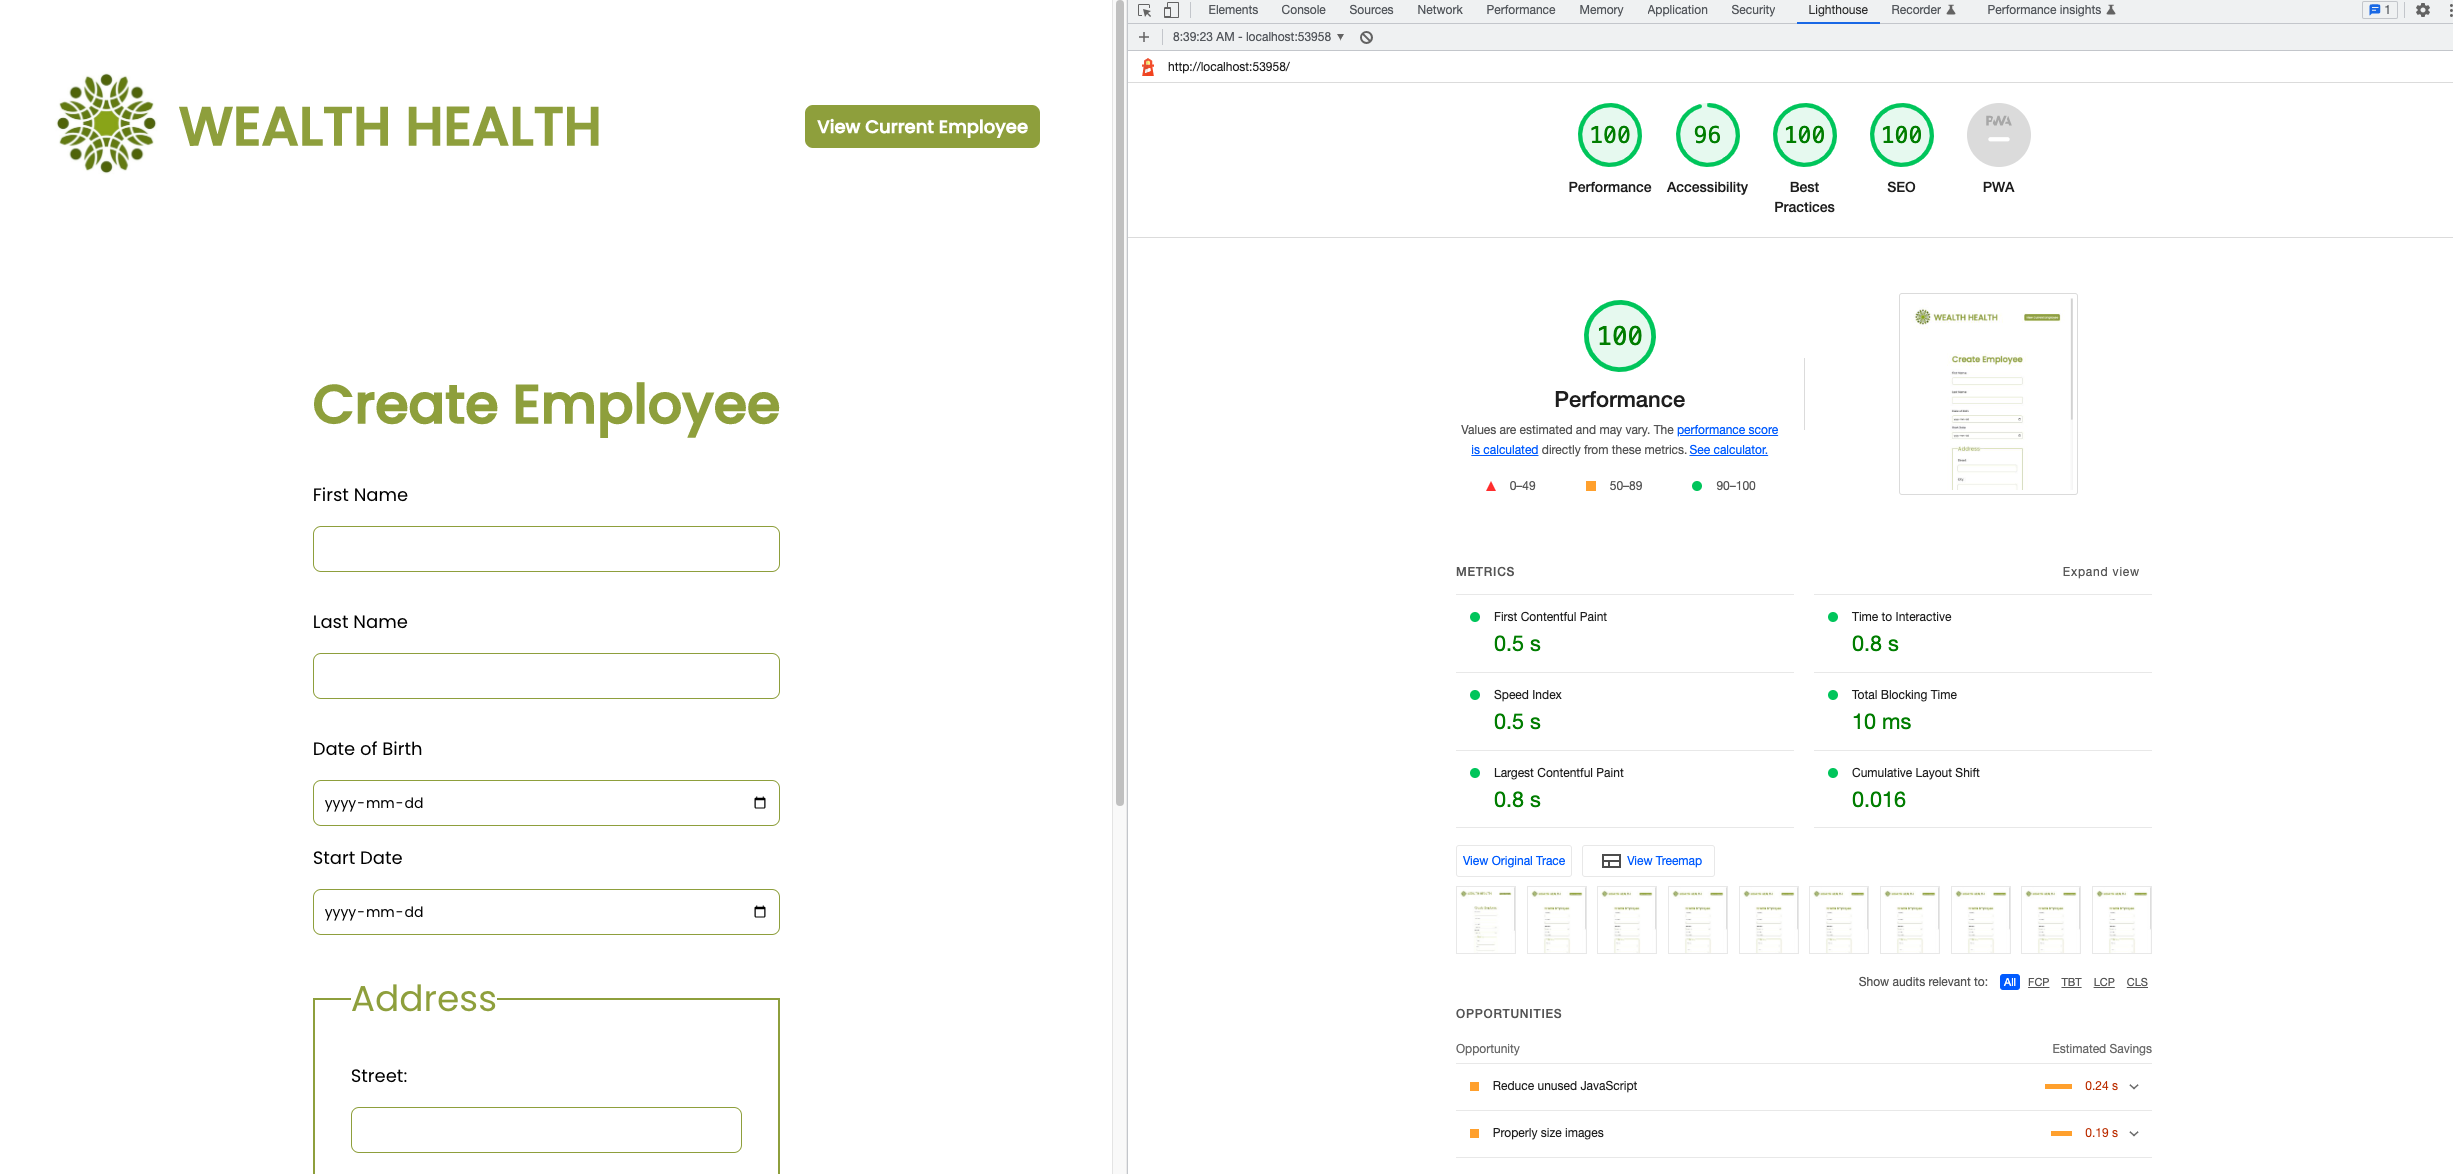 WEALTH HEALTH
View Current Employee
Create Employee
First Name
Last Name
Date of Birth
yyyy-mm-dd
Start Date
yyyy-mm-dd
Address
Street:
Elements Console Sources Network Performance Memory Application Security Lighthouse Recorder Performance insights 1
8:39:23 AM - localhost:53958
http://localhost:53958/
100 96 100 100 PWA
Performance Accessibility Best Practices SEO PWA
100
Performance
Values are estimated and may vary. The performance score
is calculated directly from these metrics. See calculator.
0–49 50–89 90–100
WEALTH HEALTH
Create Employee
Address
METRICS Expand view
First Contentful Paint
0.5 s
Time to Interactive
0.8 s
Speed Index
0.5 s
Total Blocking Time
10 ms
Largest Contentful Paint
0.8 s
Cumulative Layout Shift
0.016
View Original Trace View Treemap
Show audits relevant to: All FCP TBT LCP CLS
OPPORTUNITIES
Opportunity Estimated Savings
Reduce unused JavaScript 0.24 s
Properly size images 0.19 s